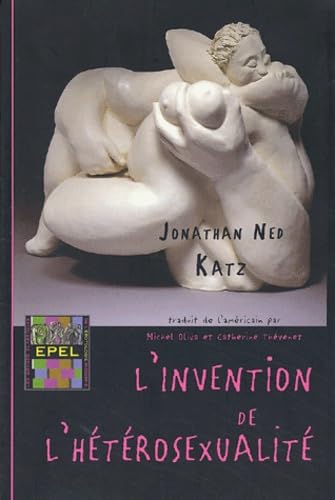 JONATHAN NED
KATZ
traduit de l'américain par
Michel Oliva et Catherine Thévenet
EPEL
L'INVENTION
DE
L'HÉTÉROSEXUALITÉ